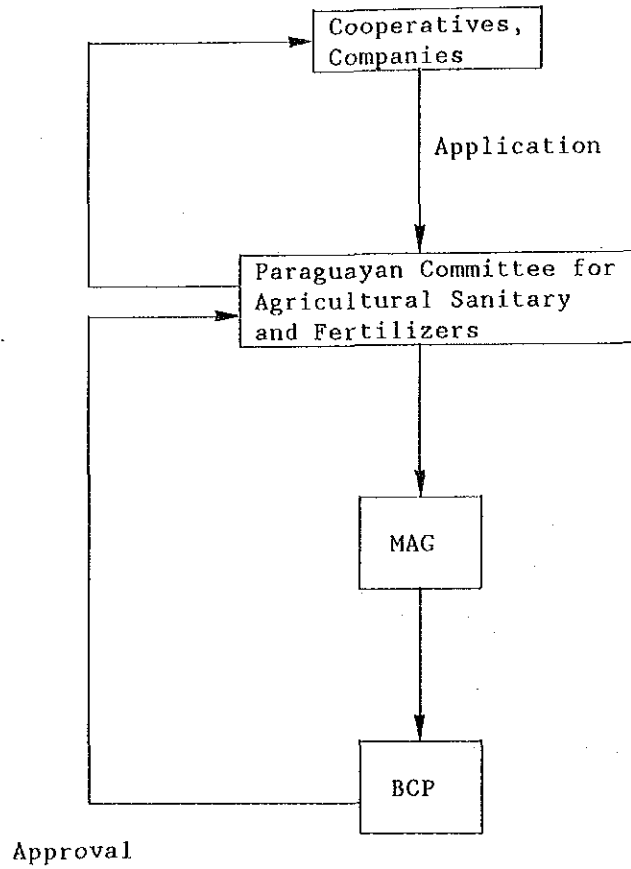 Cooperatives,
Companies
Application
Paraguayan Committee for
Agricultural Sanitary
and Fertilizers
MAG
BCP
Approval